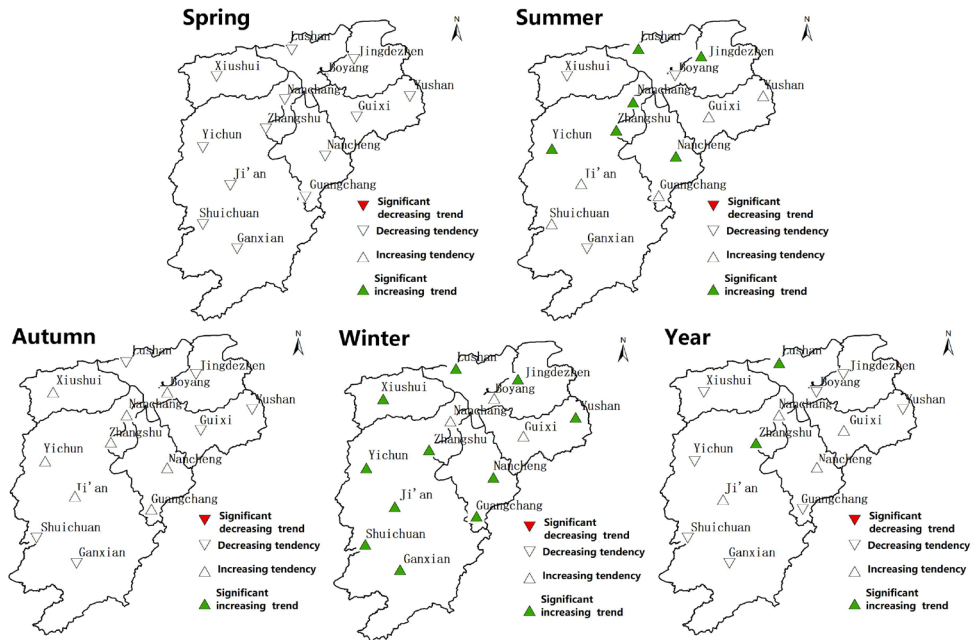 Spring
N
Lushan
Jingdezhen
Xiushui
Boyang
Nanchang
Yushan
Guixi
Zhangshu
Yichun
Nancheng
Ji'an
Guangchang
Shuichuan
Ganxian
Significant
decreasing trend
Decreasing tendency
Increasing tendency
Significant
increasing trend
Summer
N
Lushan
Jingdezhen
Xiushui
Boyang
Nanchang
Yushan
Guixi
Zhangshu
Yichun
Nancheng
Ji'an
Guangchang
Shuichuan
Ganxian
Significant
decreasing trend
Decreasing tendency
Increasing tendency
Significant
increasing trend
Autumn
N
Lushan
Jingdezhen
Xiushui
Boyang
Nanchang
Yushan
Guixi
Zhangshu
Yichun
Nancheng
Ji'an
Guangchang
Shuichuan
Ganxian
Significant
decreasing trend
Decreasing tendency
Increasing tendency
Significant
increasing trend
Winter
N
Lushan
Jingdezhen
Xiushui
Boyang
Nanchang
Yushan
Guixi
Zhangshu
Yichun
Nancheng
Ji'an
Guangchang
Shuichuan
Ganxian
Significant
decreasing trend
Decreasing tendency
Increasing tendency
Significant
increasing trend
Year
N
Lushan
Jingdezhen
Xiushui
Boyang
Nanchang
Yushan
Guixi
Zhangshu
Yichun
Nancheng
Ji'an
Guangchang
Shuichuan
Ganxian
Significant
decreasing trend
Decreasing tendency
Increasing tendency
Significant
increasing trend